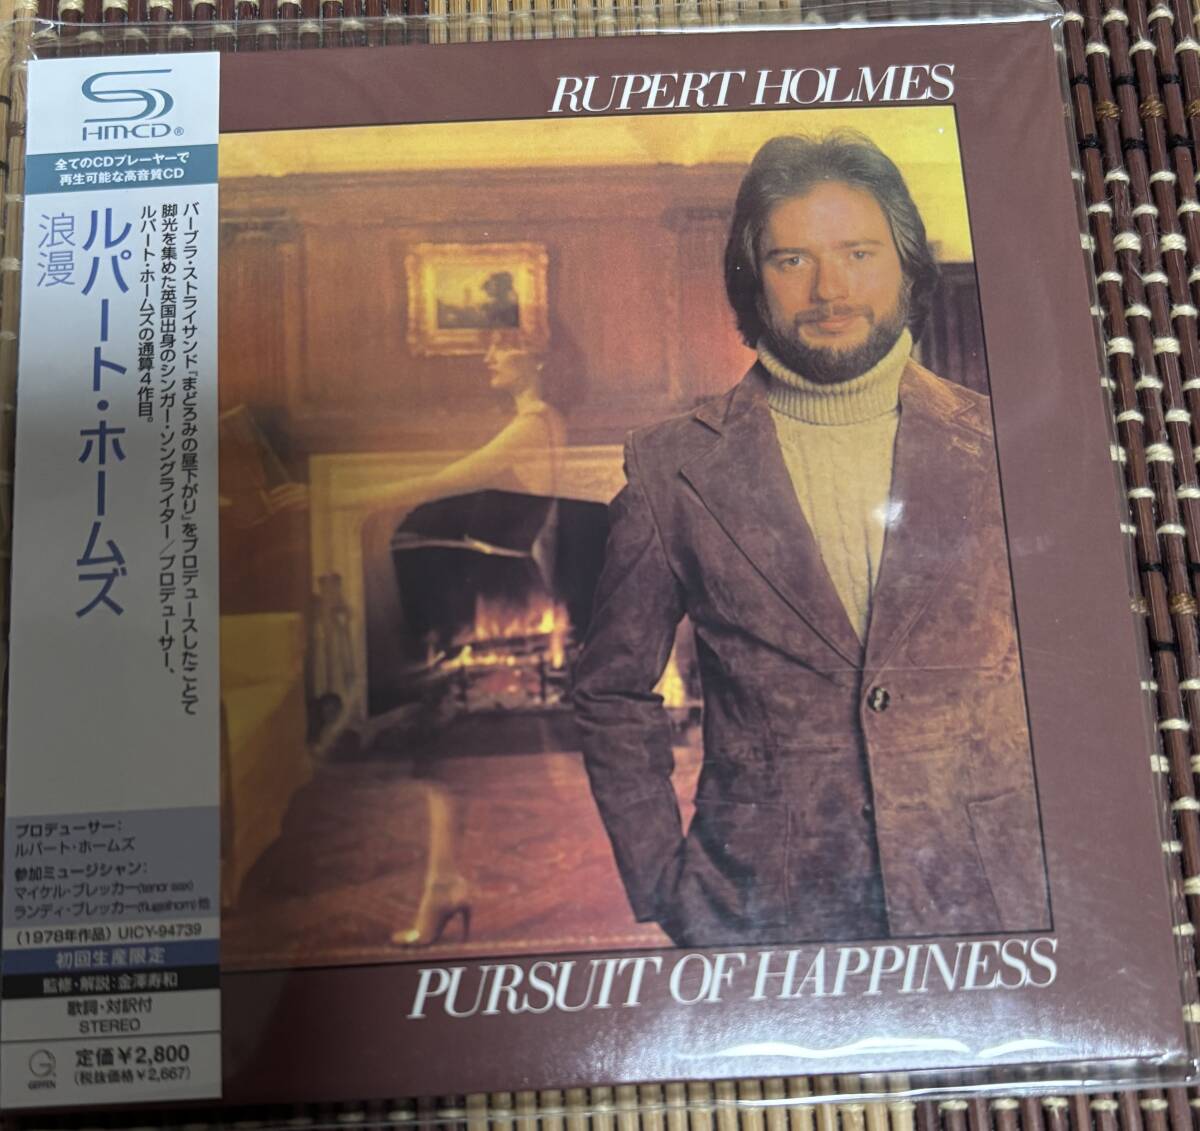 SHM-CD®
全てのCDプレーヤーで
再生可能な高音質CD
ルパート・ホームズ
浪漫
バーブラ・ストライサンド『まどろみの昼下がり』をプロデュースしたことで
脚光を集めた英国出身のシンガー・ソングライター/プロデューサー、
ルパート・ホームズの通算4作目。
プロデューサー:
ルパート・ホームズ
参加ミュージシャン:
マイケル・ブレッカー(tenor sax)
ランディ・ブレッカー(flugelhorn)他
(1978年作品) UICY-94739
初回生産限定
監修・解説:金澤寿和
歌詞・対訳付
STEREO
GEFFEN
定価¥2,800
(税抜価格¥2,667)
RUPERT HOLMES
PURSUIT OF HAPPINESS